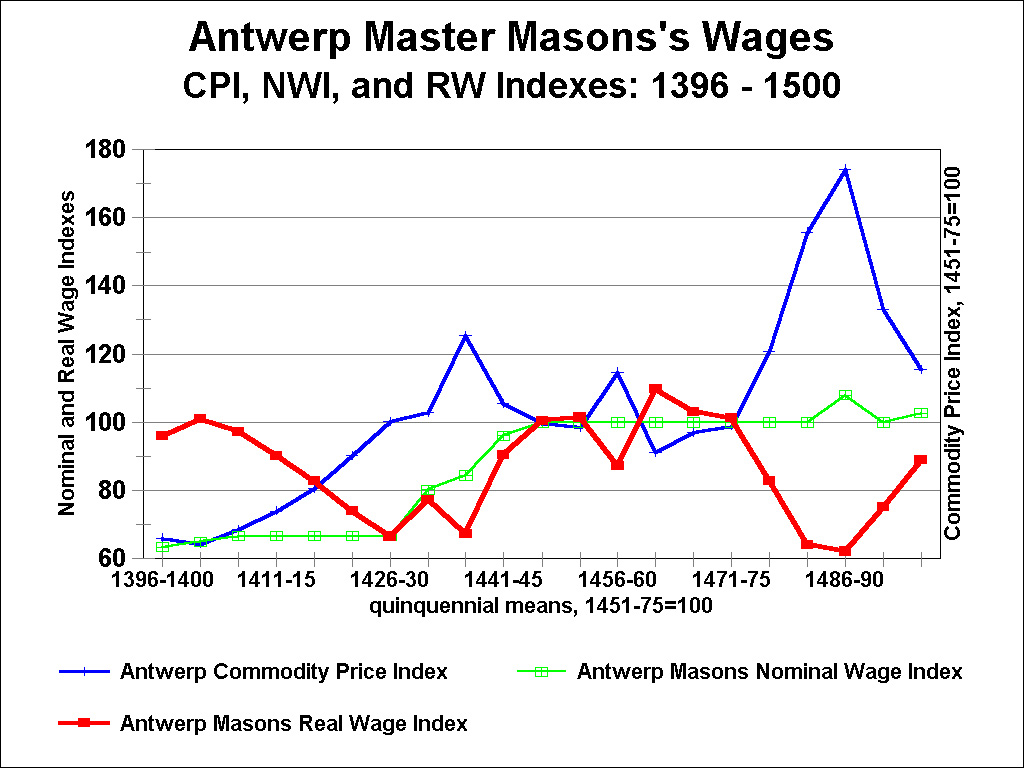 Antwerp Master Masons's Wages
CPI, NWI, and RW Indexes: 1396 - 1500
Nominal and Real Wage Indexes
180
160
140
120
100
80
60
Commodity Price Index, 1451-75=100
1396-1400 1411-15 1426-30 1441-45 1456-60 1471-75 1486-90
quinquennial means, 1451-75=100
Antwerp Commodity Price Index Antwerp Masons Nominal Wage Index
Antwerp Masons Real Wage Index